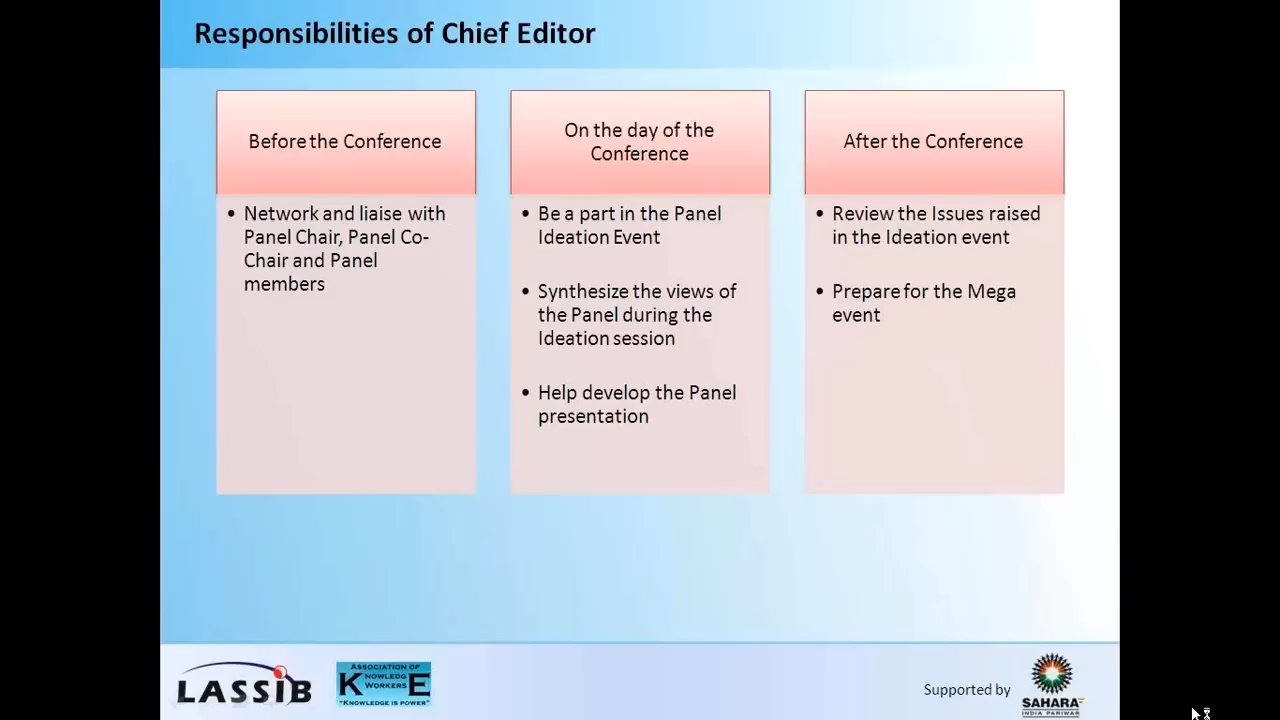 Responsibilities of Chief Editor
Before the Conference
• Network and liaise with
Panel Chair, Panel Co-
Chair and Panel
members
On the day of the
Conference
• Be a part in the Panel
Ideation Event
• Synthesize the views of
the Panel during the
Ideation session
• Help develop the Panel
presentation
After the Conference
• Review the Issues raised
in the Ideation event
• Prepare for the Mega
event
LASSIB
ASSOCIATION OF
KNOWLEDGE
WORKERS
"KNOWLEDGE IS POWER"
Supported by
SAHARA
INDIA PARIWAR